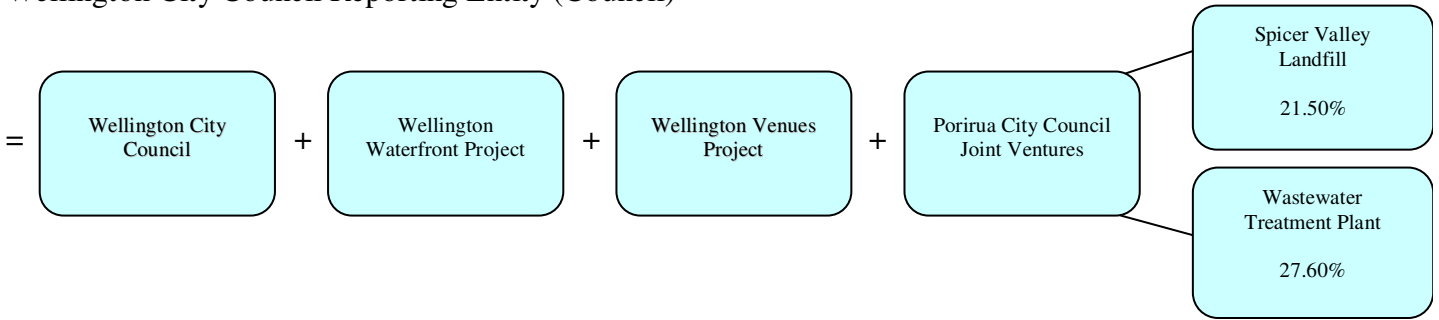 Wellington City Council Reporting Entity (Council)
=
Wellington City
Council
+
Wellington
Waterfront Project
+
Wellington Venues
Project
+
Porirua City Council
Joint Ventures
Spicer Valley
Landfill
21.50%
Wastewater
Treatment Plant
27.60%